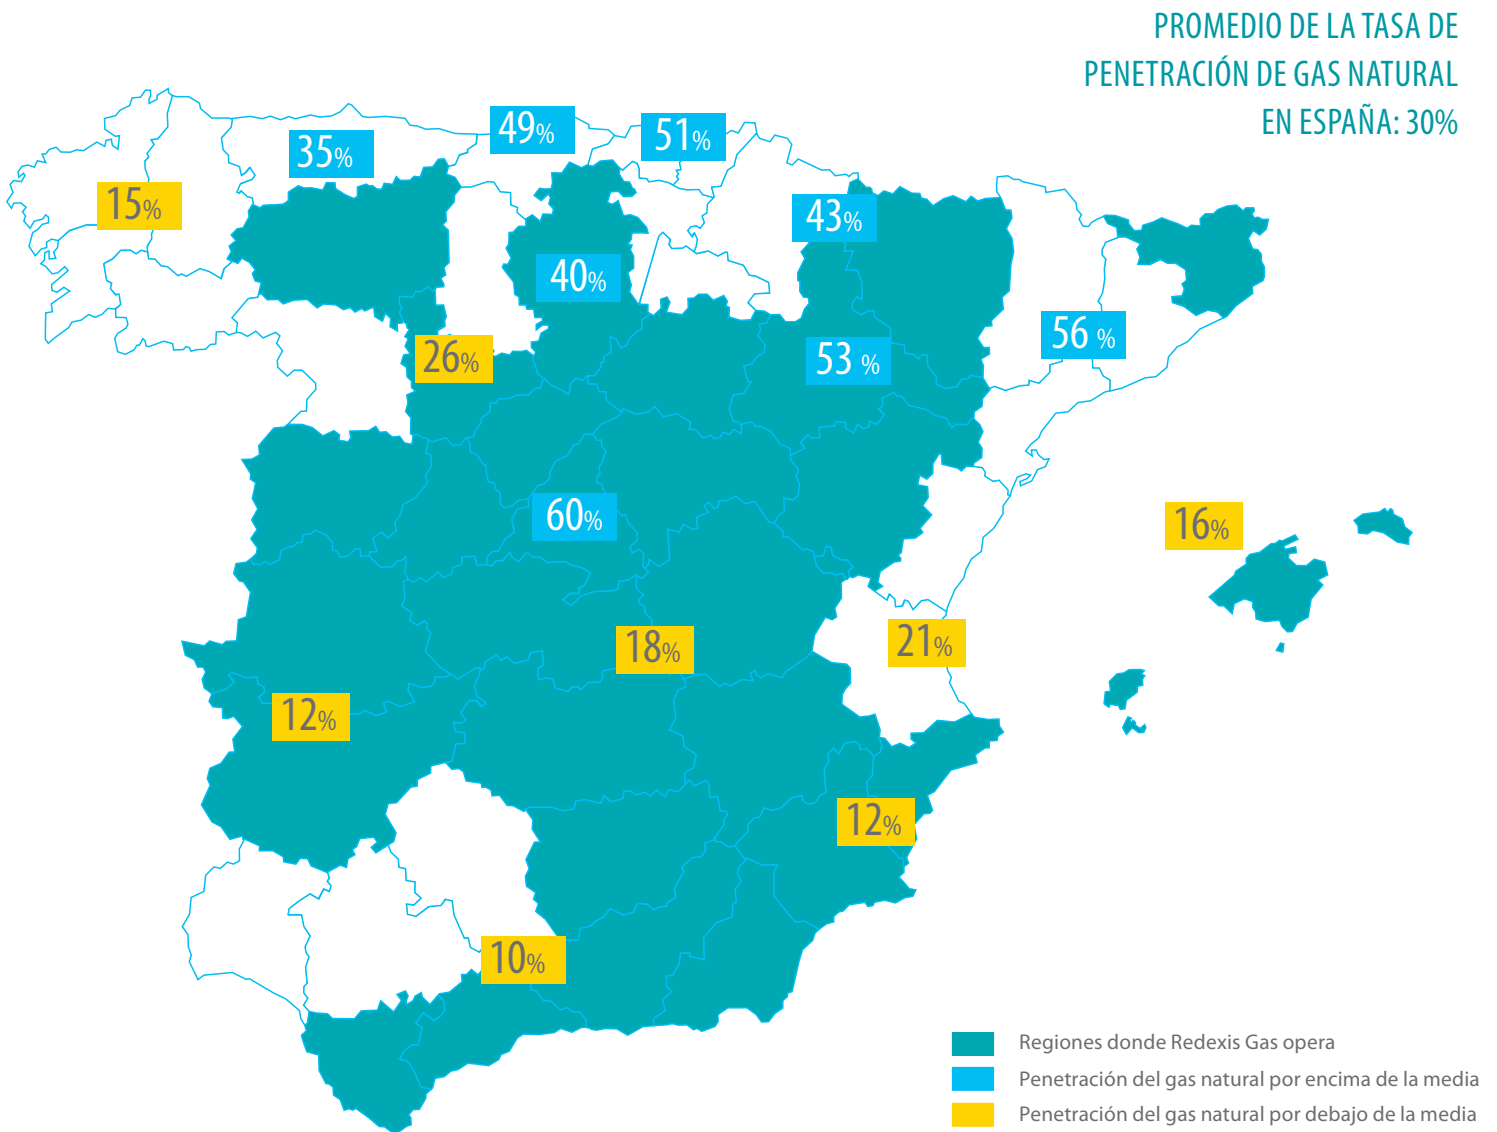 PROMEDIO DE LA TASA DE
PENETRACIÓN DE GAS NATURAL
EN ESPAÑA: 30%
35%
49%
51%
15%
43%
40%
56 %
26%
53 %
60%
16%
18%
21%
12%
12%
10%
Regiones donde Redexis Gas opera
Penetración del gas natural por encima de la media
Penetración del gas natural por debajo de la media